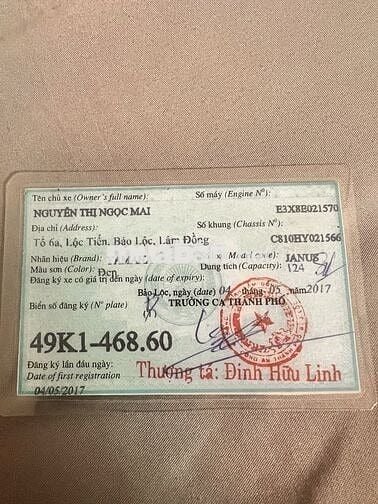 Tên chủ xe (Owner's full name): Số máy (Engine Nº):
NGUYỄN THỊ NGỌC MAI E3X8E021570
Địa chỉ (Address): Số khung (Chassis Nº):
Tổ 6a, Lộc Tiến, Bảo Lộc, Lâm Đồng C810HY021566
Nhãn hiệu (Brand): JANUS
Màu sơn (Color): Đen Dung tích (Capacity): 124
Đăng ký xe có giá trị đến ngày (date of expiry):
Bảo Lộc, ngày (date) 04 tháng 05 năm 2017
Biển số đăng ký (Nº plate) TRƯỞNG CA THÀNH PHỐ
49K1-468.60
Đăng ký lần đầu ngày:
Date of first registration
04/05/2017
Thượng tá: Đinh Hữu Linh